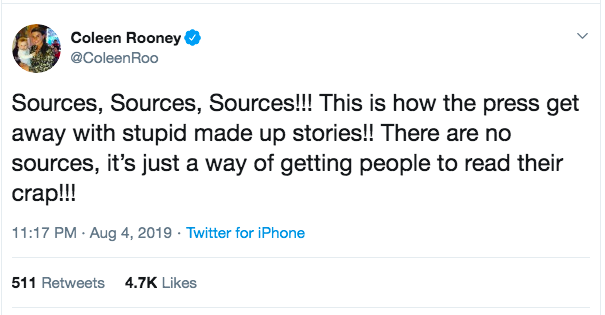 Coleen Rooney
@ColeenRoo
Sources, Sources, Sources!!! This is how the press get
away with stupid made up stories!! There are no
sources, it’s just a way of getting people to read their
crap!!!
11:17 PM · Aug 4, 2019 · Twitter for iPhone
511 Retweets 4.7K Likes